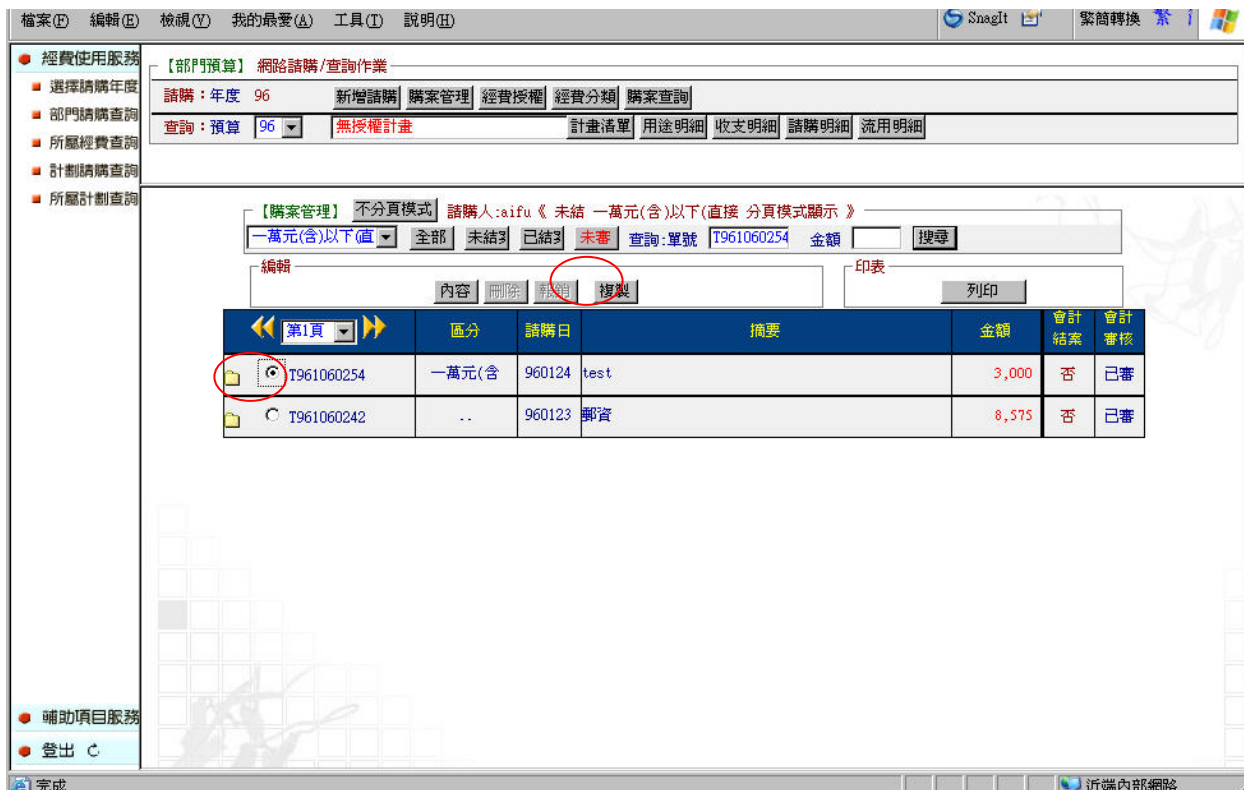 檔案(F) 編輯(E) 檢視(V) 我的最愛(A) 工具(T) 說明(H) SnagIt 繁簡轉換 繁
經費使用服務
選擇請購年度
部門請購查詢
所屬經費查詢
計劃請購查詢
所屬計劃查詢
【部門預算】 網路請購/查詢作業
請購：年度 96 新增請購 購案管理 經費授權 經費分類 購案查詢
查詢：預算 96 無授權計畫 計畫清單 用途明細 收支明細 請購明細 流用明細
【購案管理】 不分頁模式 請購人:aifu《 未結 一萬元(含)以下(直接 分頁模式顯示 》
一萬元(含)以下(直 全部 未結 已結 未審 查詢:單號 T961060254 金額 搜尋
編輯 印表
內容 刪除 報銷 複製 列印
第1頁 區分 請購日 摘要 金額 會計結案 會計審核
T961060254 一萬元(含 960124 test 3,000 否 已審
T961060242 .. 960123 郵資 8,575 否 已審
輔助項目服務
登出
完成 近端內部網路